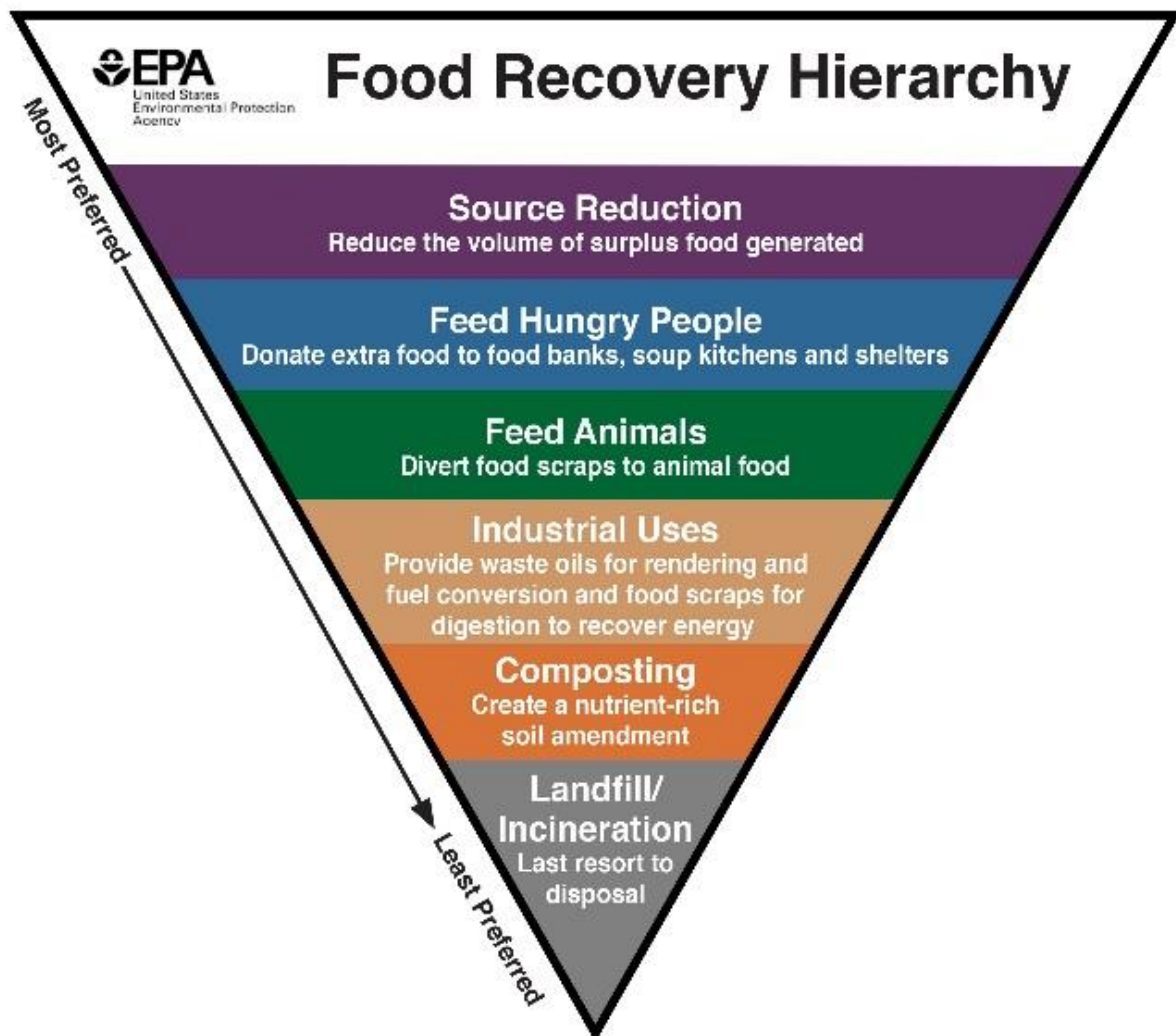 EPA
United States
Environmental Protection
Agency
Food Recovery Hierarchy
Most Preferred
Source Reduction
Reduce the volume of surplus food generated
Feed Hungry People
Donate extra food to food banks, soup kitchens and shelters
Feed Animals
Divert food scraps to animal food
Industrial Uses
Provide waste oils for rendering and
fuel conversion and food scraps for
digestion to recover energy
Composting
Create a nutrient-rich
soil amendment
Landfill/
Incineration
Last resort to
disposal
Least Preferred